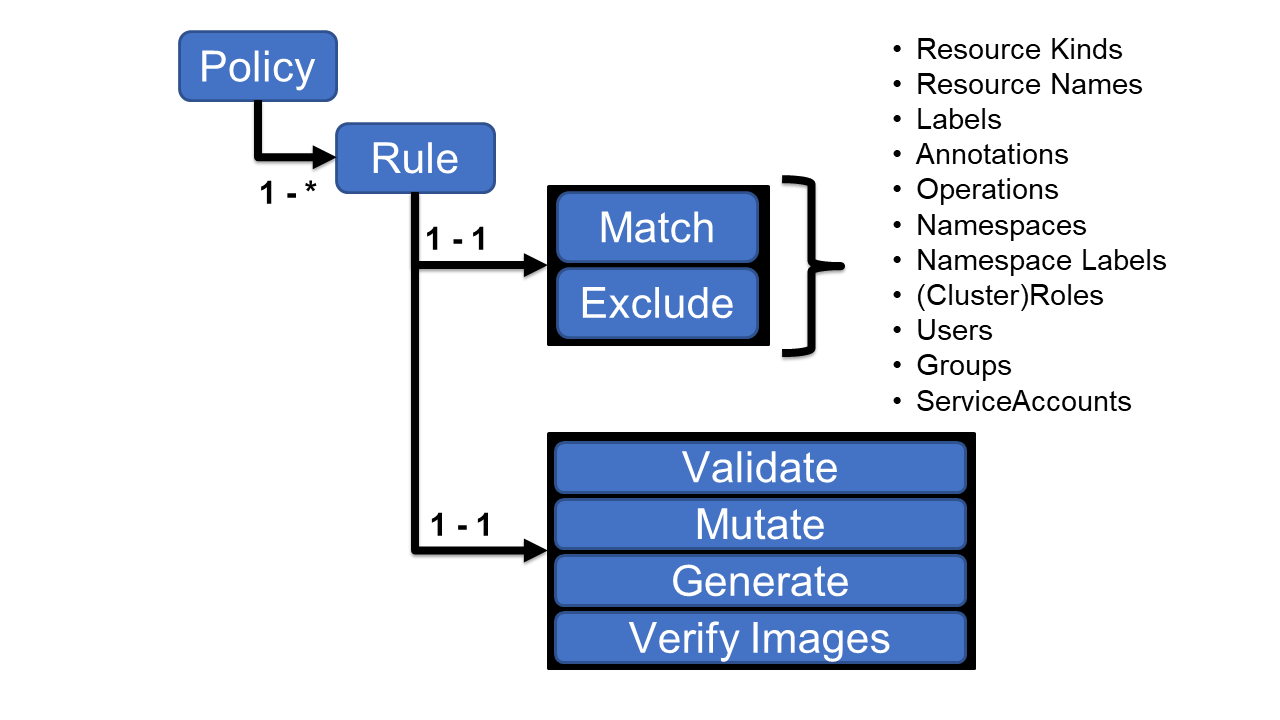 Policy
Rule
1 - *
1 - 1
Match
Exclude
• Resource Kinds
• Resource Names
• Labels
• Annotations
• Operations
• Namespaces
• Namespace Labels
• (Cluster)Roles
• Users
• Groups
• ServiceAccounts
1 - 1
Validate
Mutate
Generate
Verify Images